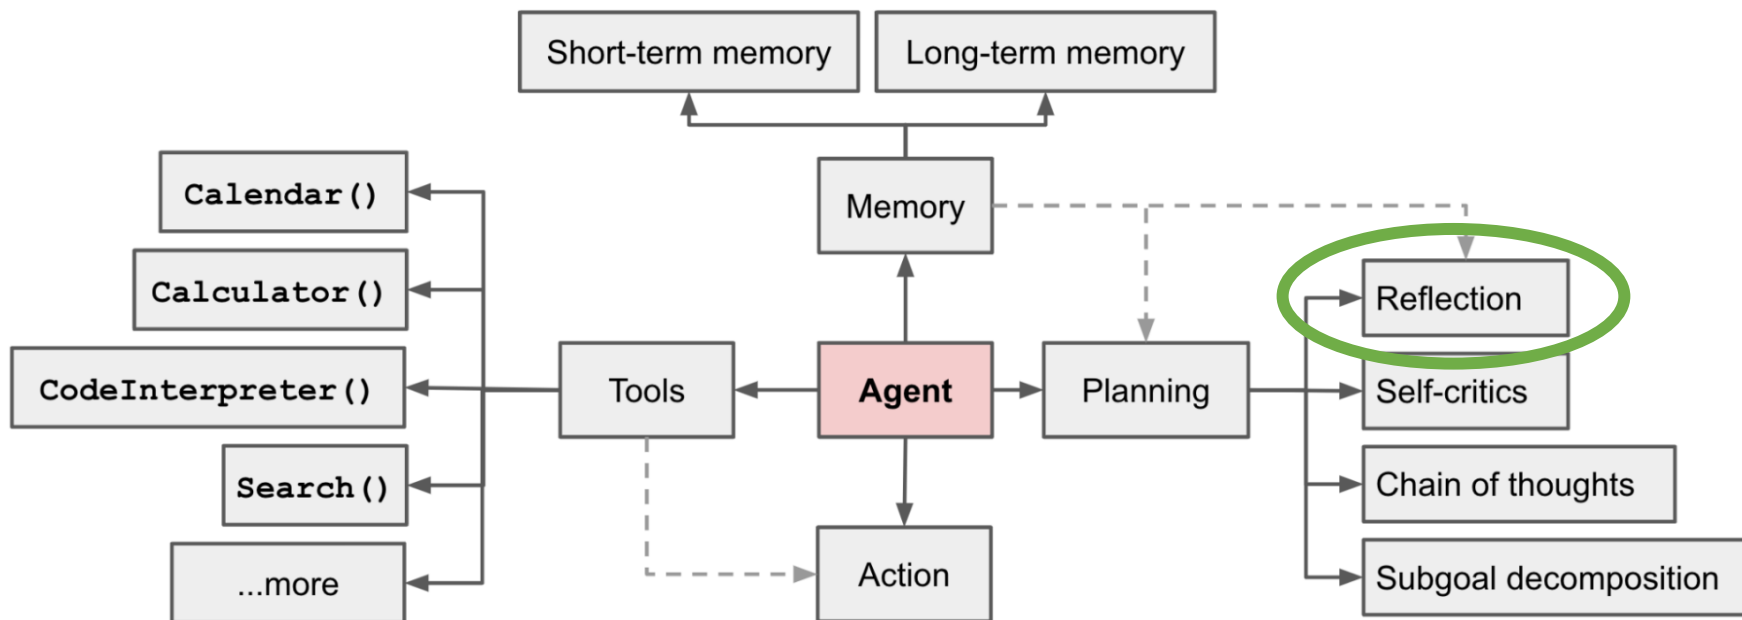 Short-term memory
Long-term memory
Calendar()
Memory
Calculator()
Reflection
CodeInterpreter()
Tools
Agent
Planning
Self-critics
Search()
Chain of thoughts
...more
Action
Subgoal decomposition